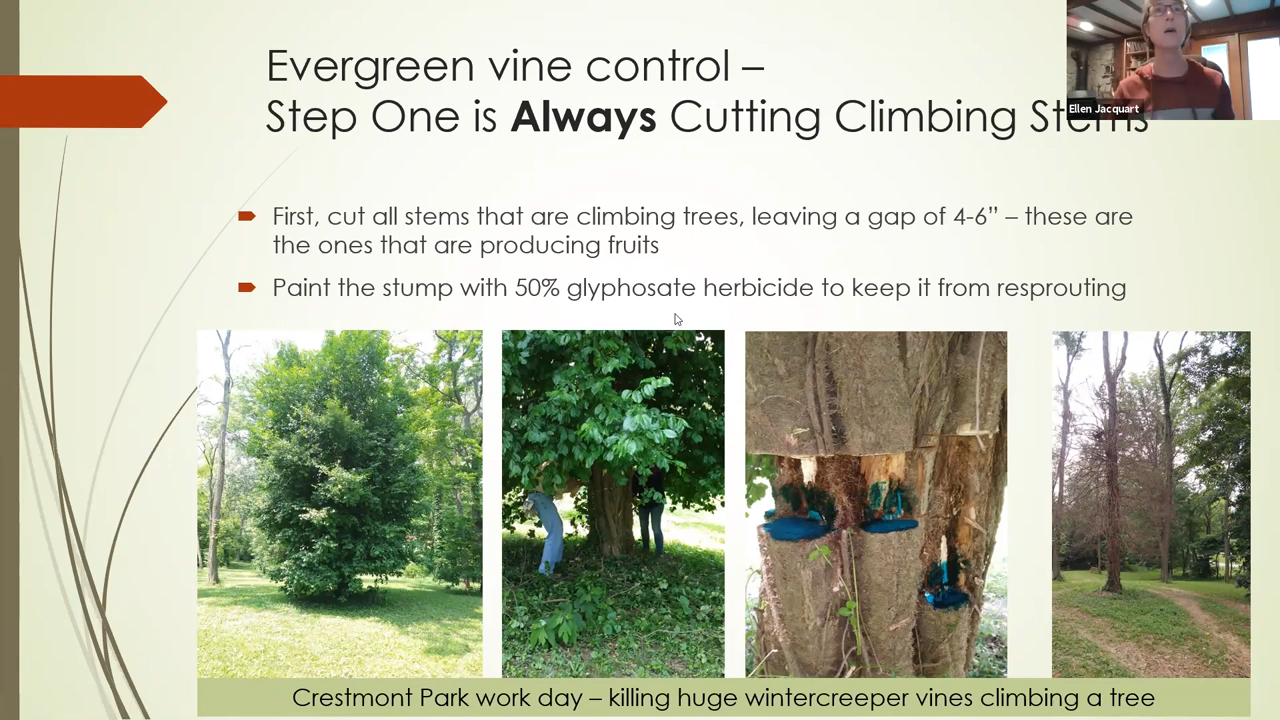 Evergreen vine control –
Step One is Always Cutting Climbing Stems
Ellen Jacquart
First, cut all stems that are climbing trees, leaving a gap of 4-6” – these are
the ones that are producing fruits
Paint the stump with 50% glyphosate herbicide to keep it from resprouting
Crestmont Park work day – killing huge wintercreeper vines climbing a tree